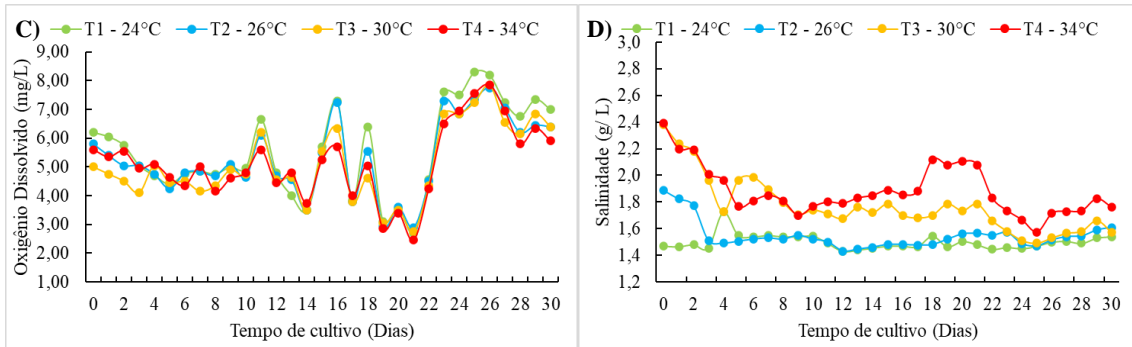 C)
T1 - 24°C T2 - 26°C T3 - 30°C T4 - 34°C
Oxigênio Dissolvido (mg/L)
9,00
8,00
7,00
6,00
5,00
4,00
3,00
2,00
1,00
0 2 4 6 8 10 12 14 16 18 20 22 24 26 28 30
Tempo de cultivo (Dias)
D)
T1 - 24°C T2 - 26°C T3 - 30°C T4 - 34°C
Salinidade (g/ L)
3,0
2,8
2,6
2,4
2,2
2,0
1,8
1,6
1,4
1,2
0 2 4 6 8 10 12 14 16 18 20 22 24 26 28 30
Tempo de cultivo (Dias)